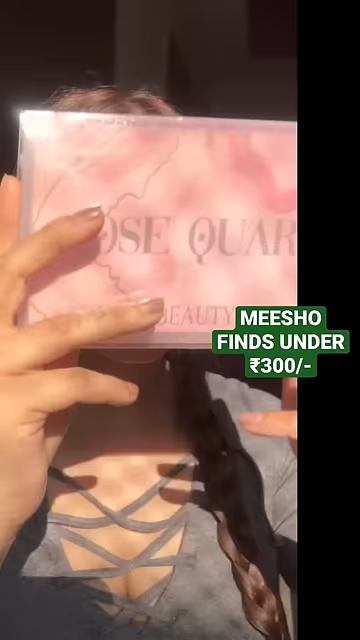 OSE QUAR
BEAUTY
MEESHO
FINDS UNDER
₹300/-